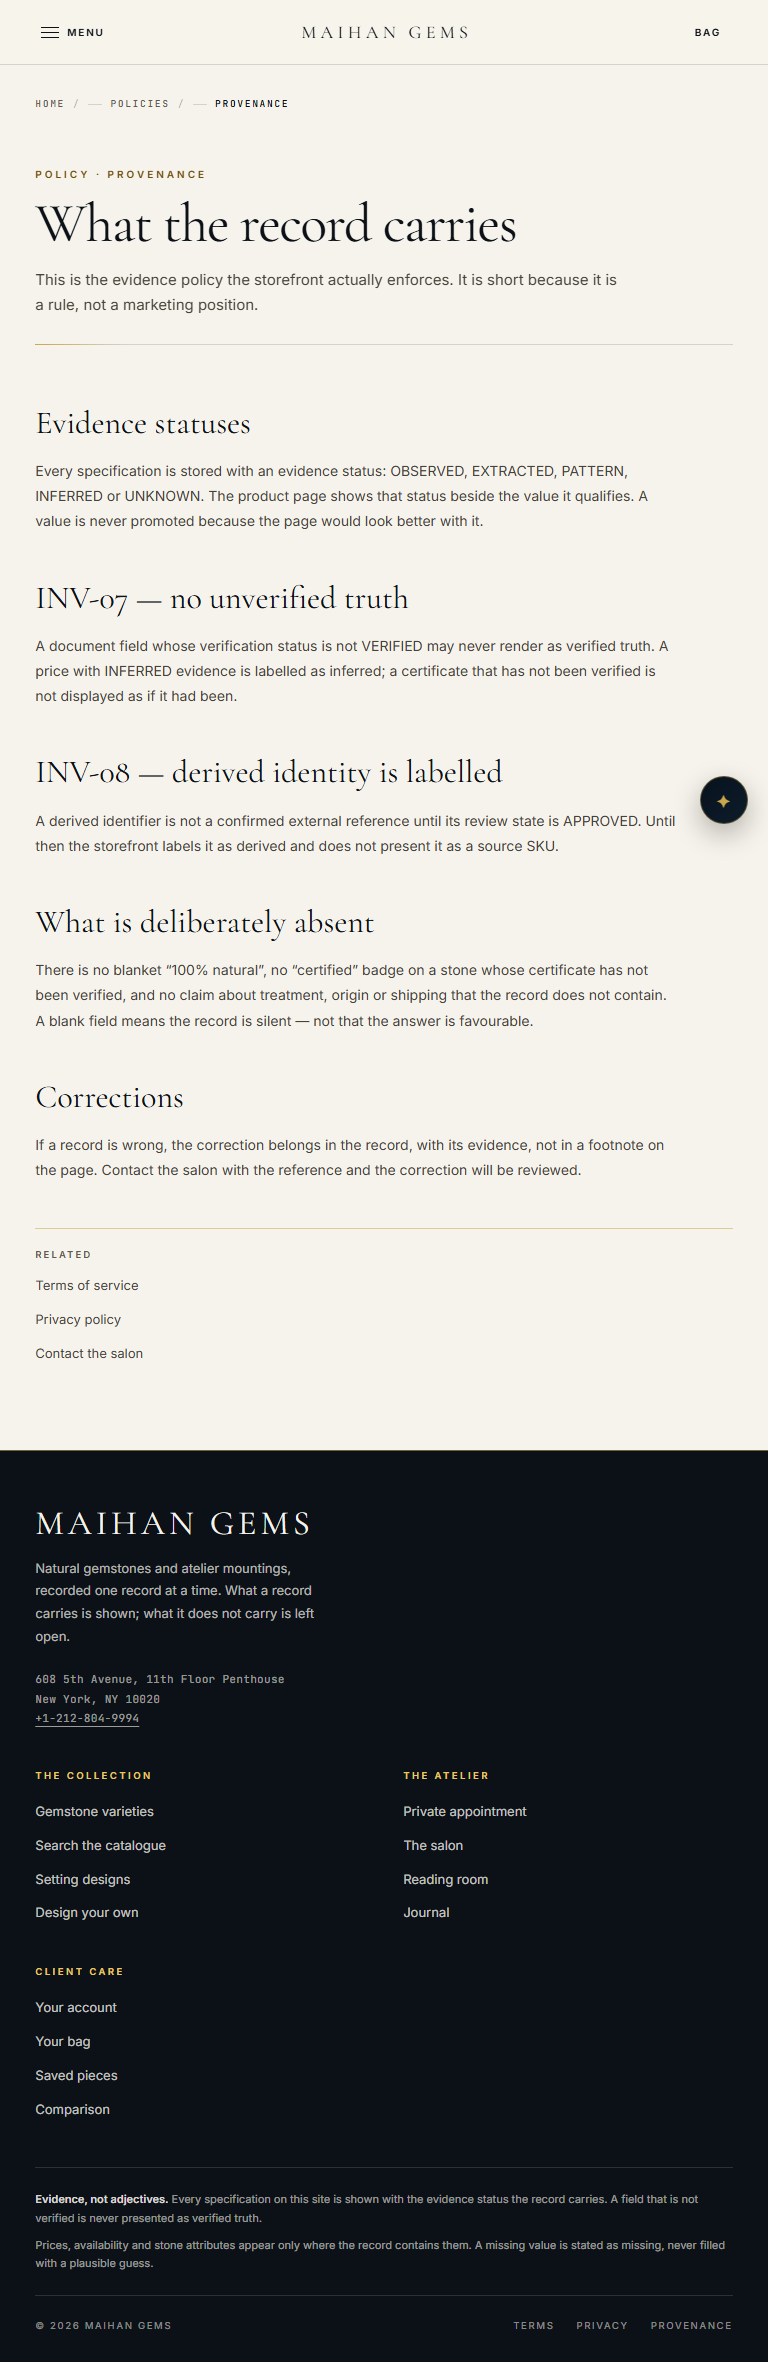 MENU
MAIHAN GEMS
BAG
HOME / POLICIES / PROVENANCE
POLICY · PROVENANCE
What the record carries
This is the evidence policy the storefront actually enforces. It is short because it is
a rule, not a marketing position.
Evidence statuses
Every specification is stored with an evidence status: OBSERVED, EXTRACTED, PATTERN,
INFERRED or UNKNOWN. The product page shows that status beside the value it qualifies. A
value is never promoted because the page would look better with it.
INV-07 — no unverified truth
A document field whose verification status is not VERIFIED may never render as verified truth. A
price with INFERRED evidence is labelled as inferred; a certificate that has not been verified is
not displayed as if it had been.
INV-08 — derived identity is labelled
A derived identifier is not a confirmed external reference until its review state is APPROVED. Until
then the storefront labels it as derived and does not present it as a source SKU.
What is deliberately absent
There is no blanket “100% natural”, no “certified” badge on a stone whose certificate has not
been verified, and no claim about treatment, origin or shipping that the record does not contain.
A blank field means the record is silent — not that the answer is favourable.
Corrections
If a record is wrong, the correction belongs in the record, with its evidence, not in a footnote on
the page. Contact the salon with the reference and the correction will be reviewed.
RELATED
Terms of service
Privacy policy
Contact the salon
MAIHAN GEMS
Natural gemstones and atelier mountings,
recorded one record at a time. What a record
carries is shown; what it does not carry is left
open.
608 5th Avenue, 11th Floor Penthouse
New York, NY 10020
+1-212-804-9994
THE COLLECTION
Gemstone varieties
Search the catalogue
Setting designs
Design your own
THE ATELIER
Private appointment
The salon
Reading room
Journal
CLIENT CARE
Your account
Your bag
Saved pieces
Comparison
Evidence, not adjectives. Every specification on this site is shown with the evidence status the record carries. A field that is not
verified is never presented as verified truth.
Prices, availability and stone attributes appear only where the record contains them. A missing value is stated as missing, never filled
with a plausible guess.
© 2026 MAIHAN GEMS
TERMS PRIVACY PROVENANCE